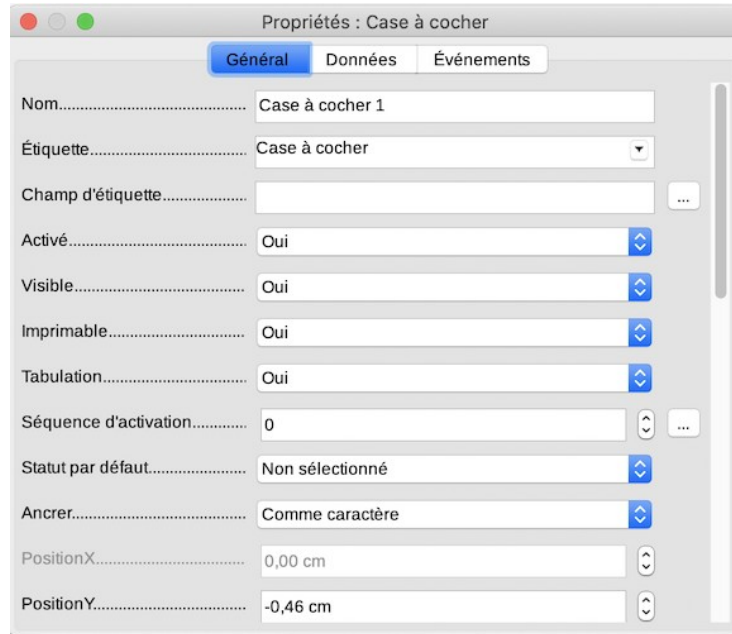 Propriétés : Case à cocher
Général Données Événements
Nom........................................... Case à cocher 1
Étiquette.................................... Case à cocher
Champ d'étiquette.................... ...
Activé......................................... Oui
Visible........................................ Oui
Imprimable................................ Oui
Tabulation.................................. Oui
Séquence d'activation............. 0 ...
Statut par défaut....................... Non sélectionné
Ancrer........................................ Comme caractère
PositionX................................... 0,00 cm
PositionY................................... -0,46 cm